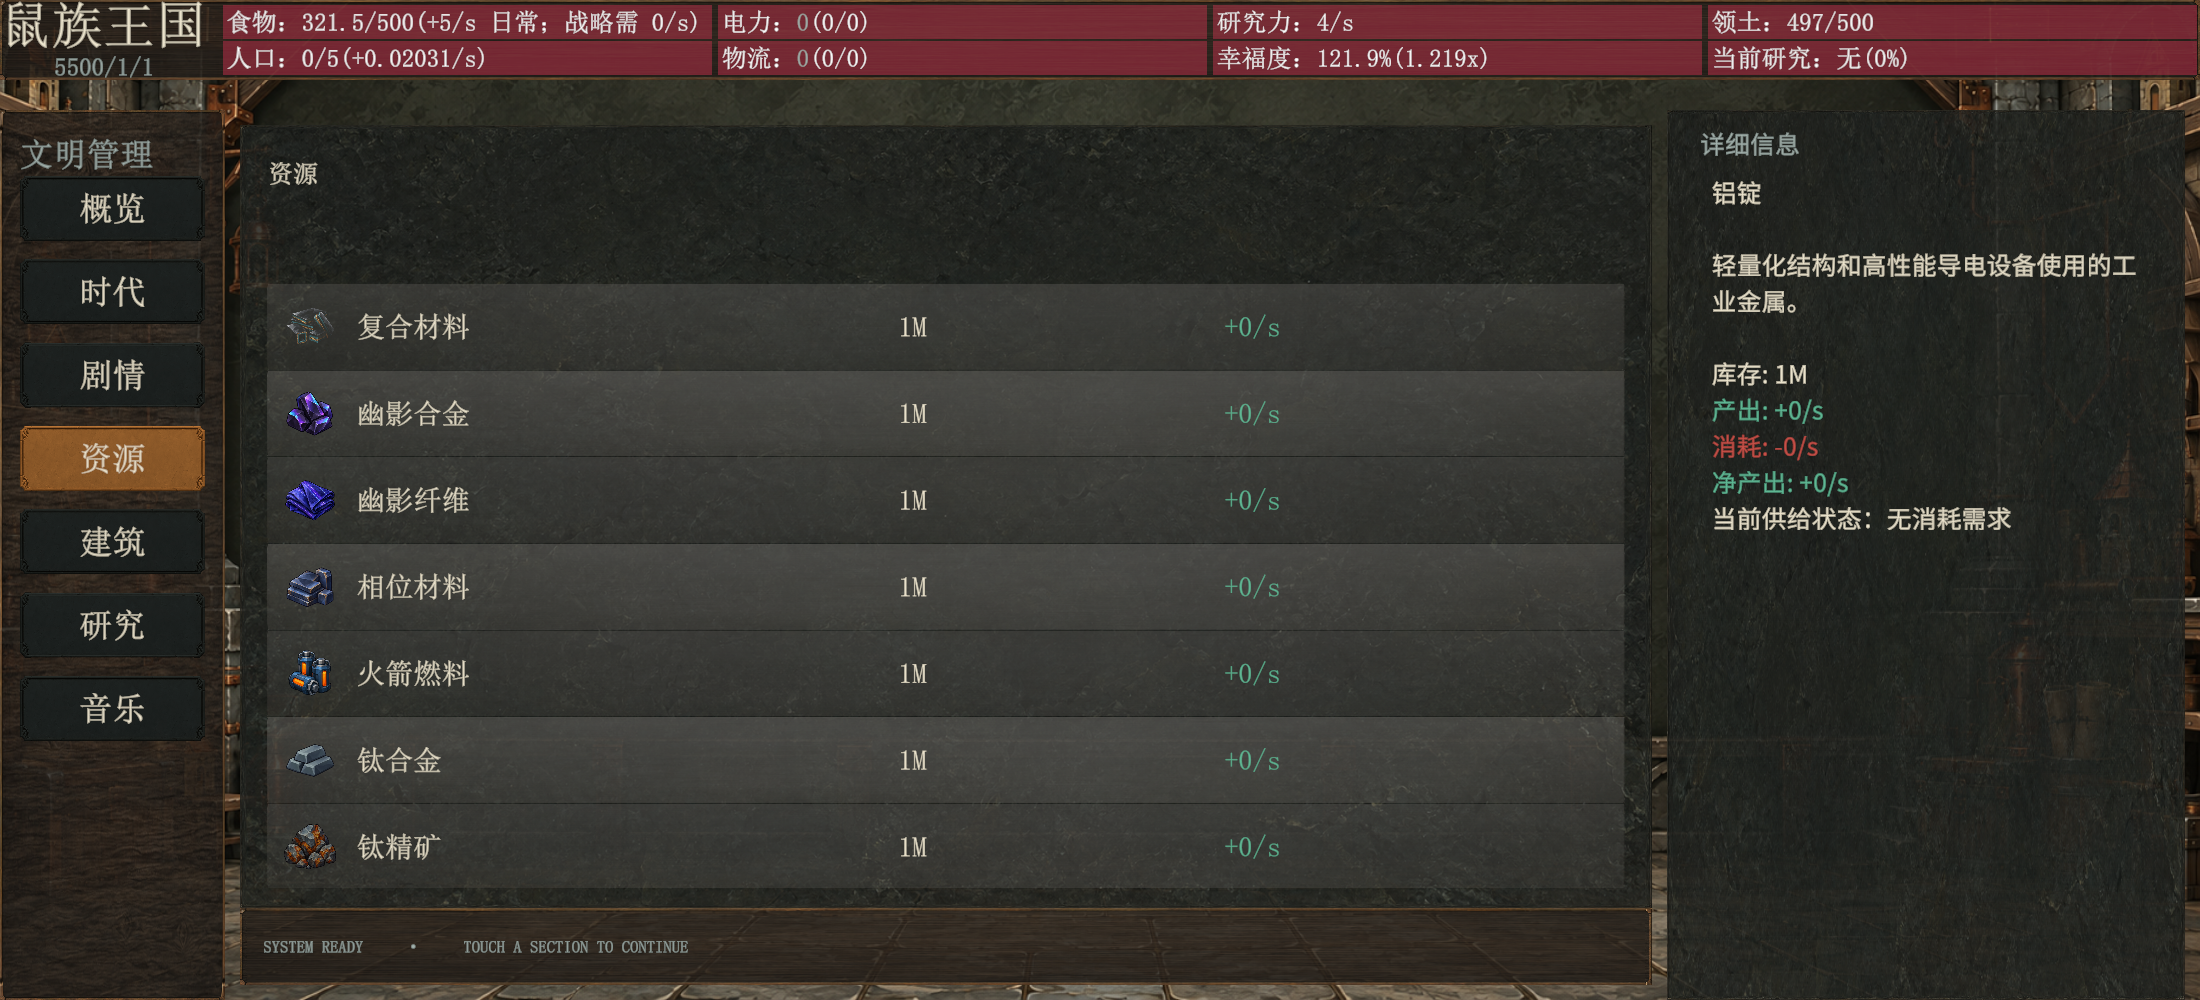 鼠族王国
5500/1/1
食物: 321.5/500(+5/s 日常; 战略需 0/s)
电力: 0(0/0)
研究力: 4/s
领土: 497/500
人口: 0/5(+0.02031/s)
物流: 0(0/0)
幸福度: 121.9%(1.219x)
当前研究: 无(0%)
文明管理
概览
时代
剧情
资源
建筑
研究
音乐
资源
复合材料 1M +0/s
幽影合金 1M +0/s
幽影纤维 1M +0/s
相位材料 1M +0/s
火箭燃料 1M +0/s
钛合金 1M +0/s
钛精矿 1M +0/s
SYSTEM READY • TOUCH A SECTION TO CONTINUE
详细信息
铝锭
轻量化结构和高性能导电设备使用的工
业金属。
库存: 1M
产出: +0/s
消耗: -0/s
净产出: +0/s
当前供给状态: 无消耗需求